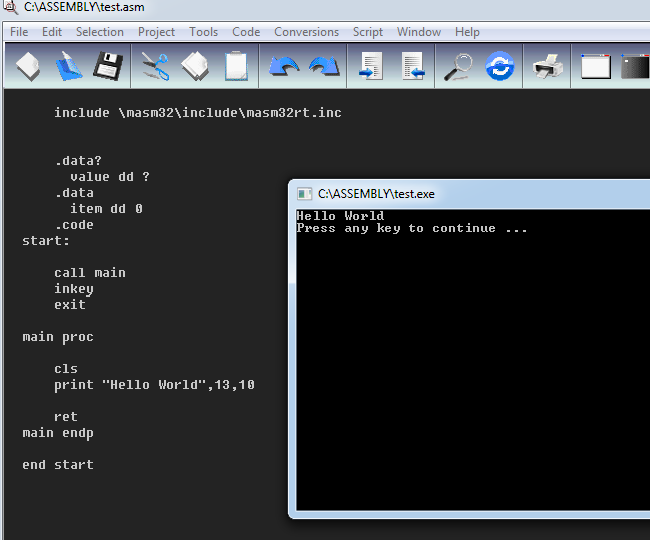 C:\ASSEMBLY\test.asm
File Edit Selection Project Tools Code Conversions Script Window Help
include \masm32\include\masm32rt.inc
.data?
value dd ?
.data
item dd 0
.code
start:
call main
inkey
exit
main proc
cls
print "Hello World",13,10
ret
main endp
end start
C:\ASSEMBLY\test.exe
Hello World
Press any key to continue ...